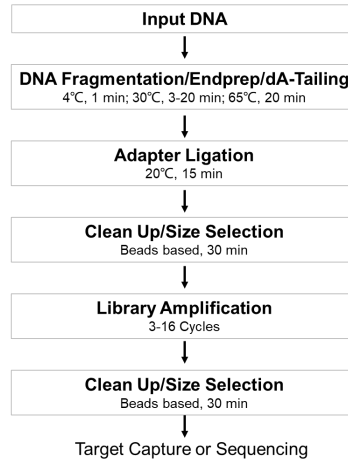 Input DNA
DNA Fragmentation/Endprep/dA-Tailing
4℃, 1 min; 30℃, 3-20 min; 65℃, 20 min
Adapter Ligation
20℃, 15 min
Clean Up/Size Selection
Beads based, 30 min
Library Amplification
3-16 Cycles
Clean Up/Size Selection
Beads based, 30 min
Target Capture or Sequencing